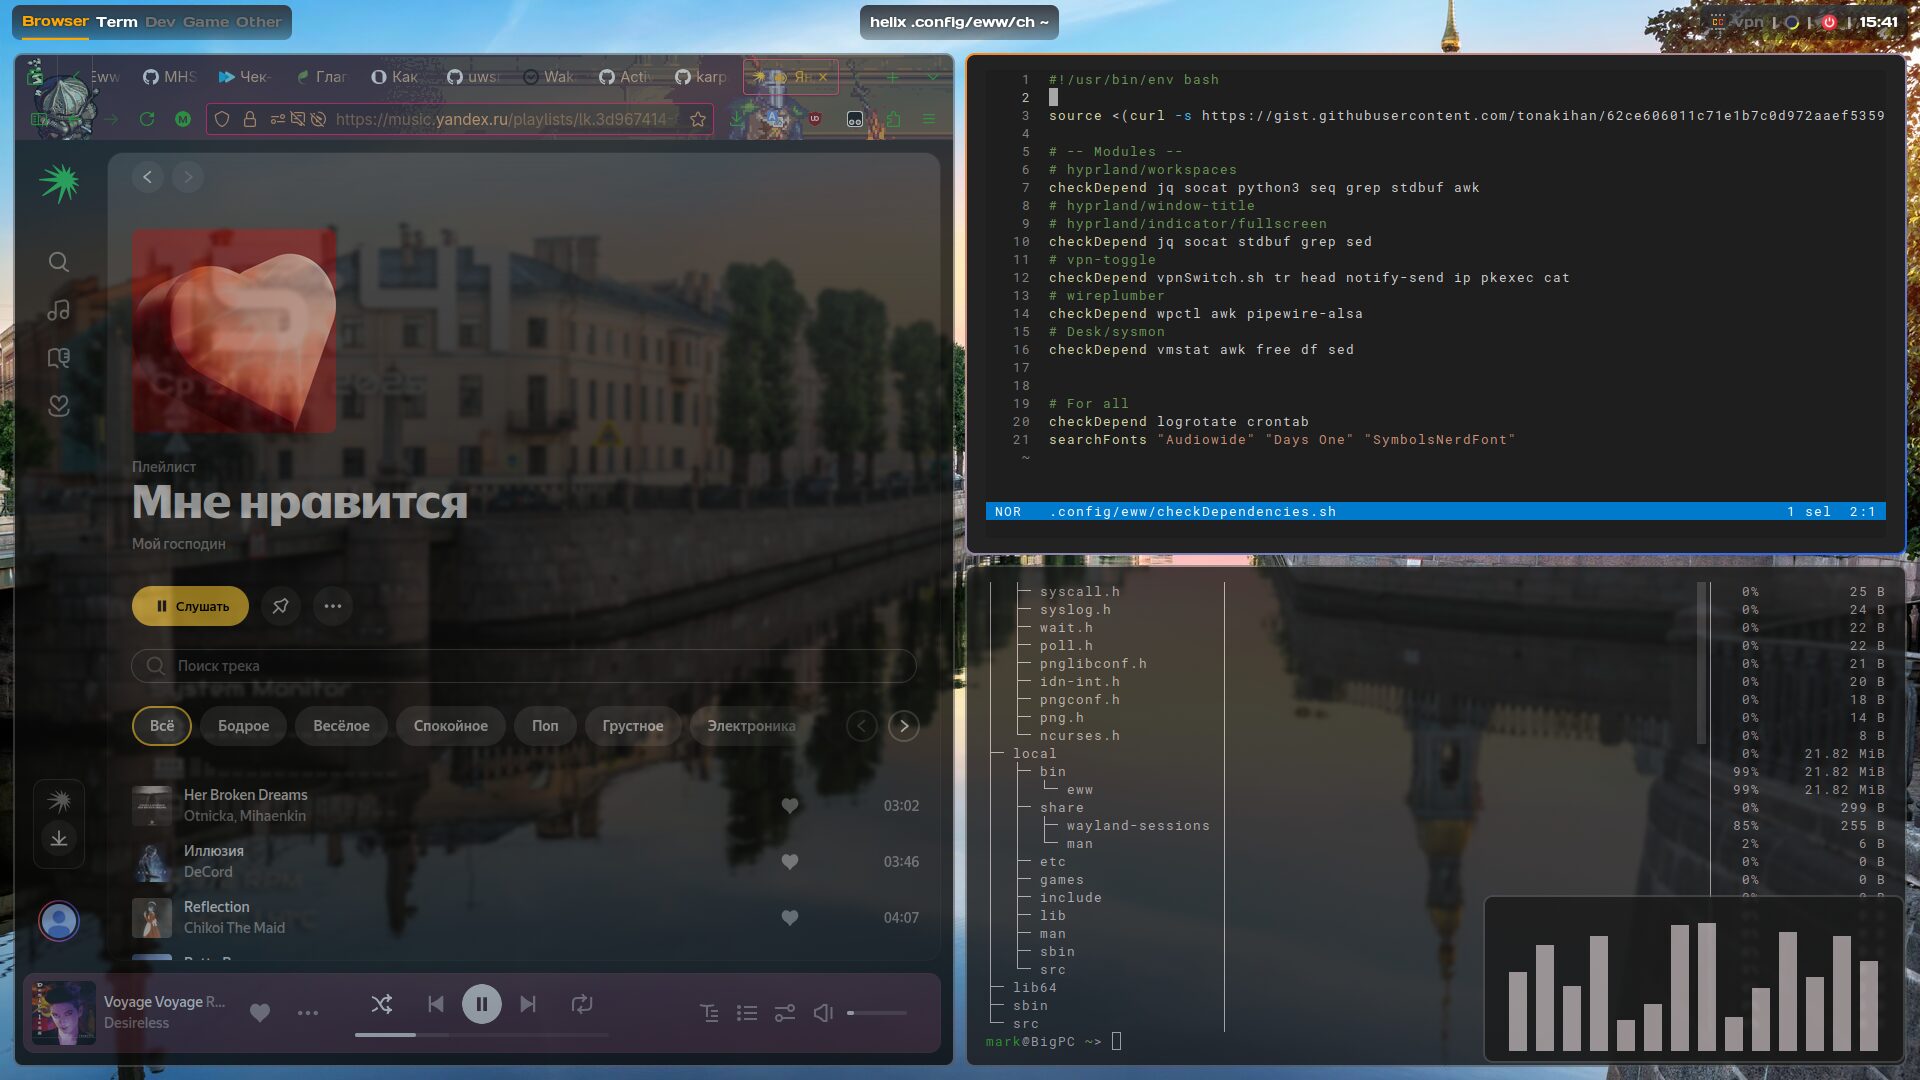 Browser Term Dev Game Other
helix .config/eww/ch ~
vpn | | | 15:41
Eww
MHS
Чек-
Глаг
Как
uws
Wak
Activ
karp
Ян
https://music.yandex.ru/playlists/lk.3d967414-
Плейлист
Мне нравится
Мой господин
Слушать
Поиск трека
System Monitor
Всё
Бодрое
Весёлое
Спокойное
Поп
Грустное
Электроника
Her Broken Dreams
Otnicka, Mihaenkin
03:02
Иллюзия
DeCord
03:46
Reflection
Chikoi The Maid
04:07
Voyage Voyage R...
Desireless
1 #!/usr/bin/env bash
2
3 source <(curl -s https://gist.githubusercontent.com/tonakihan/62ce606011c71e1b7c0d972aaef5359
4
5 # -- Modules --
6 # hyprland/workspaces
7 checkDepend jq socat python3 seq grep stdbuf awk
8 # hyprland/window-title
9 # hyprland/indicator/fullscreen
10 checkDepend jq socat stdbuf grep sed
11 # vpn-toggle
12 checkDepend vpnSwitch.sh tr head notify-send ip pkexec cat
13 # wireplumber
14 checkDepend wpctl awk pipewire-alsa
15 # Desk/sysmon
16 checkDepend vmstat awk free df sed
17
18
19 # For all
20 checkDepend logrotate crontab
21 searchFonts "Audiowide" "Days One" "SymbolsNerdFont"
~
NOR .config/eww/checkDependencies.sh 1 sel 2:1
syscall.h 0% 25 B
syslog.h 0% 24 B
wait.h 0% 22 B
poll.h 0% 22 B
pnglibconf.h 0% 21 B
idn-int.h 0% 20 B
pngconf.h 0% 18 B
png.h 0% 14 B
ncurses.h 0% 8 B
local 0% 21.82 MiB
bin 99% 21.82 MiB
eww 99% 21.82 MiB
share 0% 299 B
wayland-sessions 85% 255 B
man 2% 6 B
etc 0% 0 B
games 0% 0 B
include 0% 0 B
lib
man
sbin
src
lib64
sbin
src
mark@BigPC ~>